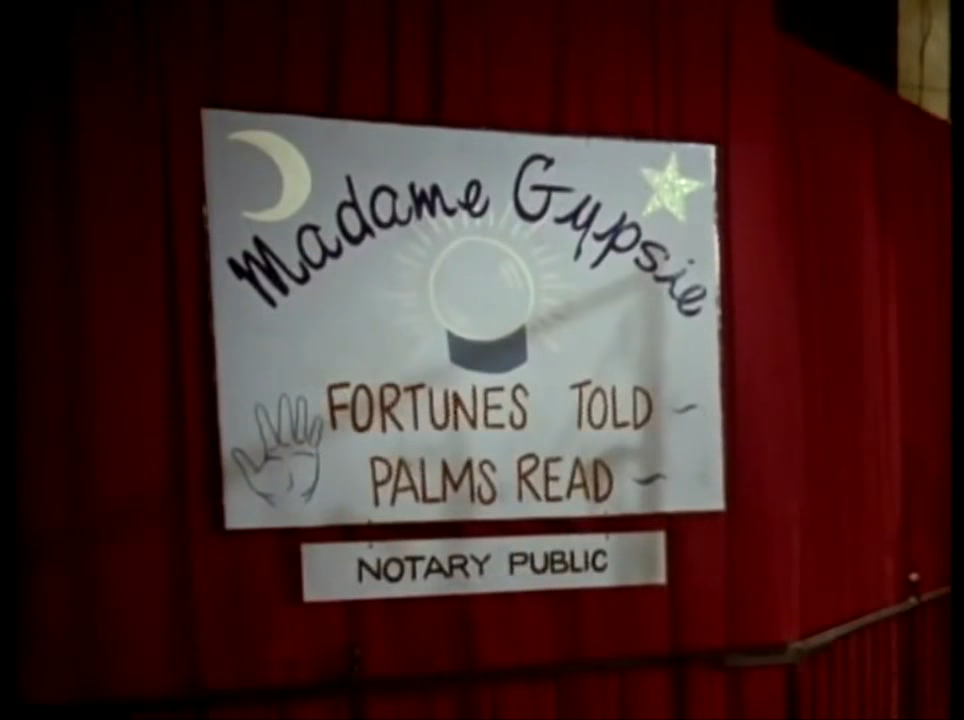 Madame Gypsie
FORTUNES TOLD ~
PALMS READ ~
NOTARY PUBLIC